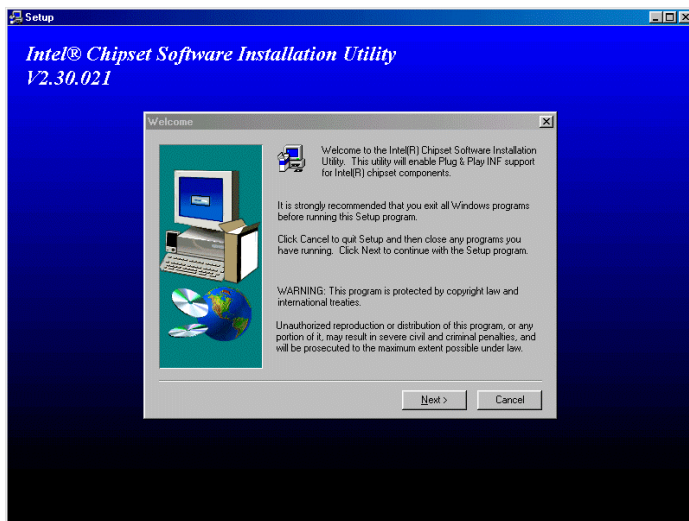 Setup
Intel® Chipset Software Installation Utility
V2.30.021
Welcome
Welcome to the Intel(R) Chipset Software Installation
Utility. This utility will enable Plug & Play INF support
for Intel(R) chipset components.
It is strongly recommended that you exit all Windows programs
before running this Setup program.
Click Cancel to quit Setup and then close any programs you
have running. Click Next to continue with the Setup program.
WARNING: This program is protected by copyright law and
international treaties.
Unauthorized reproduction or distribution of this program, or any
portion of it, may result in severe civil and criminal penalties, and
will be prosecuted to the maximum extent possible under law.
Next >
Cancel